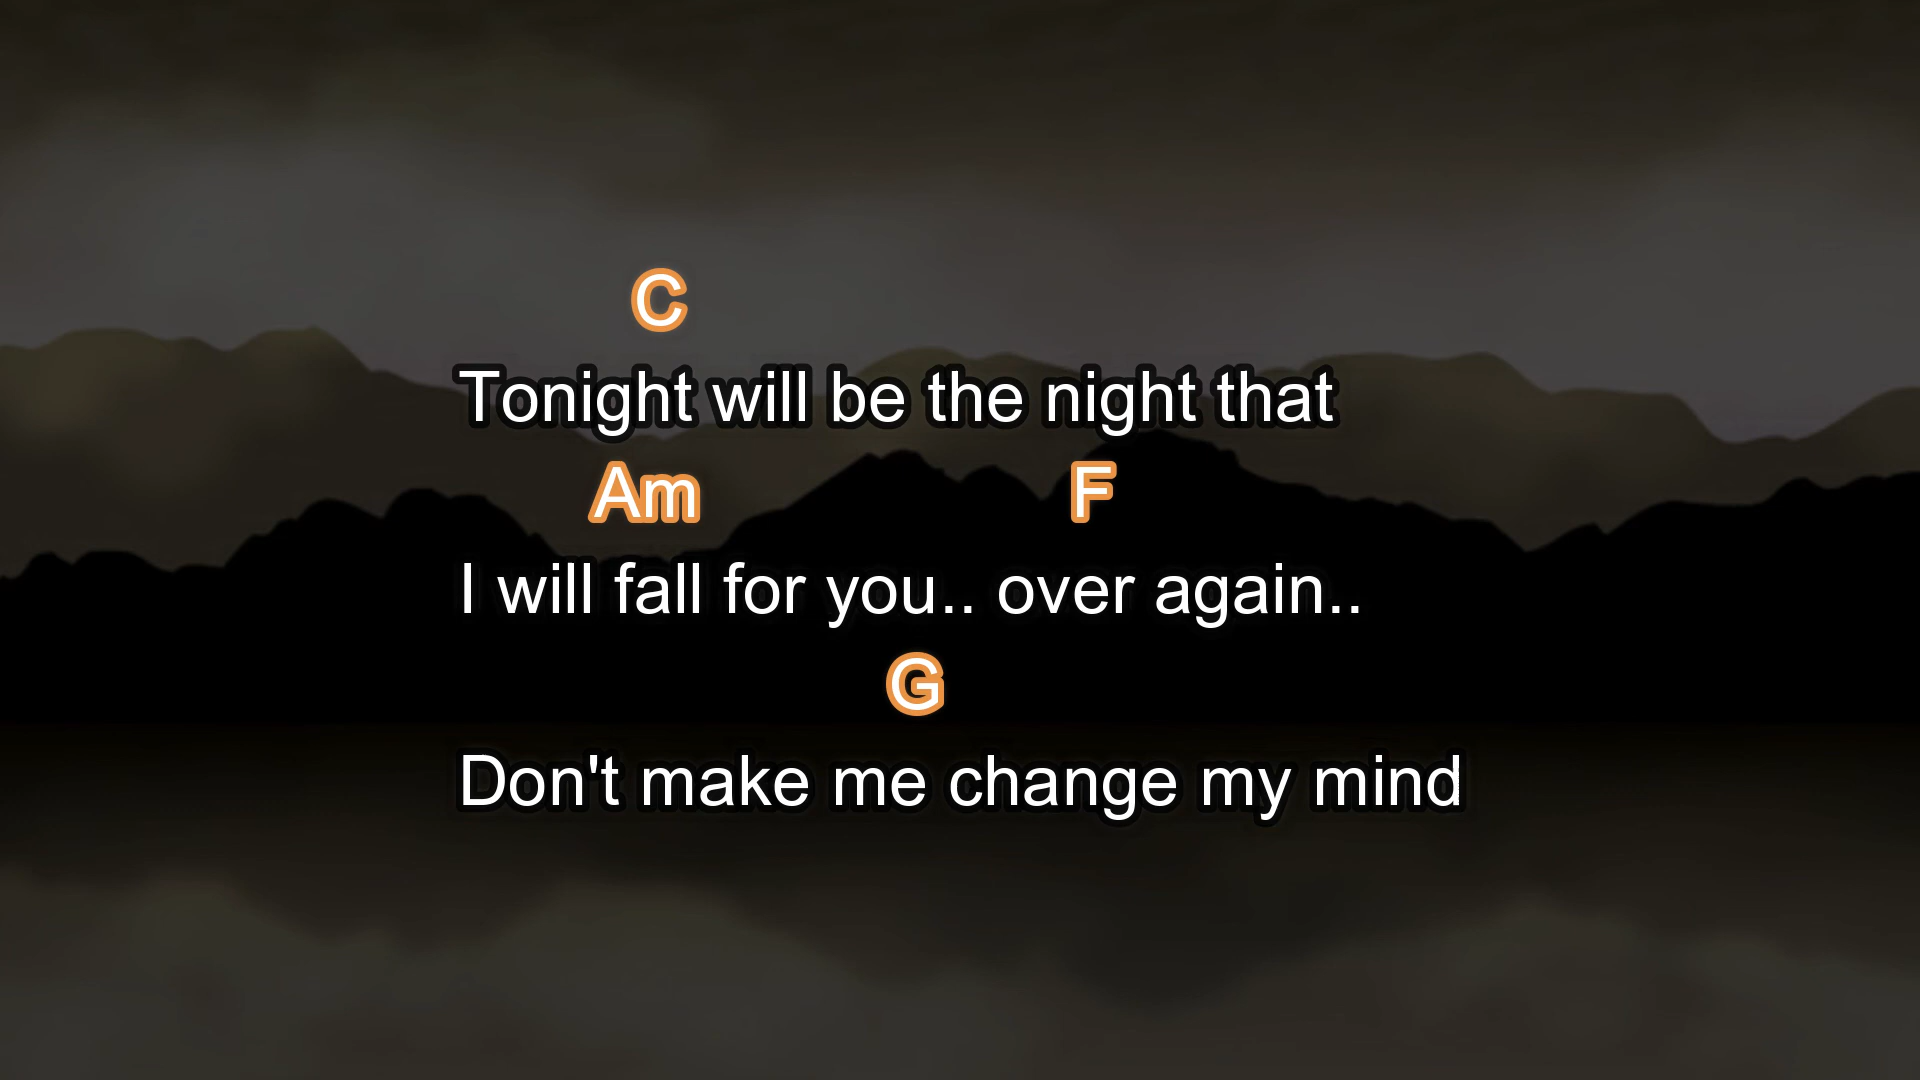 C
Tonight will be the night that
Am F
I will fall for you.. over again..
G
Don't make me change my mind